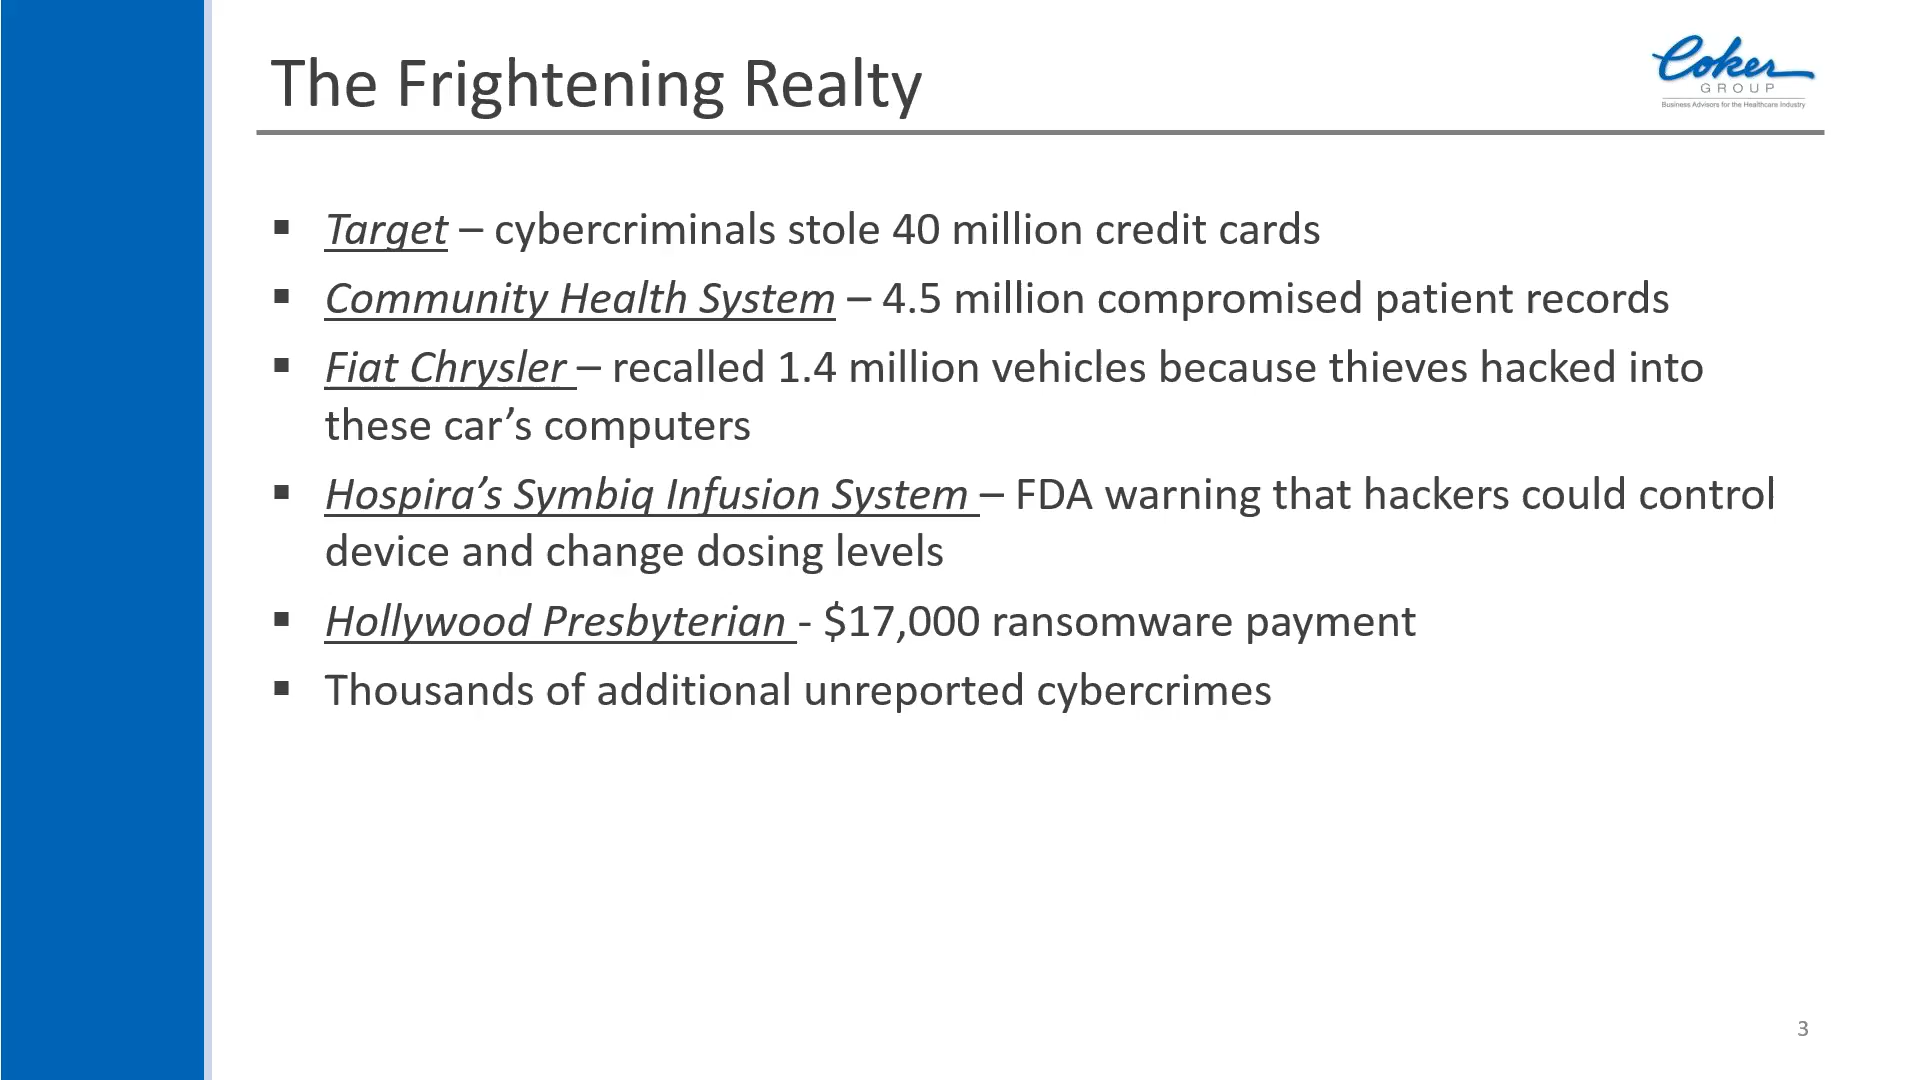 The Frightening Realty
Coker
GROUP
Business Advisors for the Healthcare Industry
▪ Target – cybercriminals stole 40 million credit cards
▪ Community Health System – 4.5 million compromised patient records
▪ Fiat Chrysler – recalled 1.4 million vehicles because thieves hacked into
these car’s computers
▪ Hospira’s Symbiq Infusion System – FDA warning that hackers could control
device and change dosing levels
▪ Hollywood Presbyterian - $17,000 ransomware payment
▪ Thousands of additional unreported cybercrimes
3